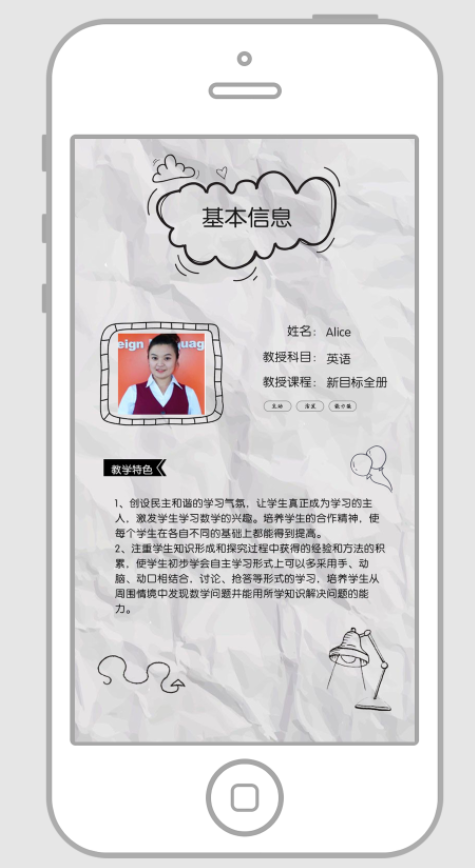 基本信息
eign
nguag
姓名： Alice
教授科目： 英语
教授课程： 新目标全册
教学特色
1、创设民主和谐的学习气氛，让学生真正成为学习的主
人，激发学生学习数学的兴趣。培养学生的合作精神，使
每个学生在各自不同的基础上都能得到提高。
2、注重学生知识形成和探究过程中获得的经验和方法的积
累，便学生初步学会自主学习形式上可以多采用手、动
脑、动口相结合，讨论、抢答等形式的学习，培养学生从
周围情境中发现数学问题并能用所学知识解决问题的能
力。